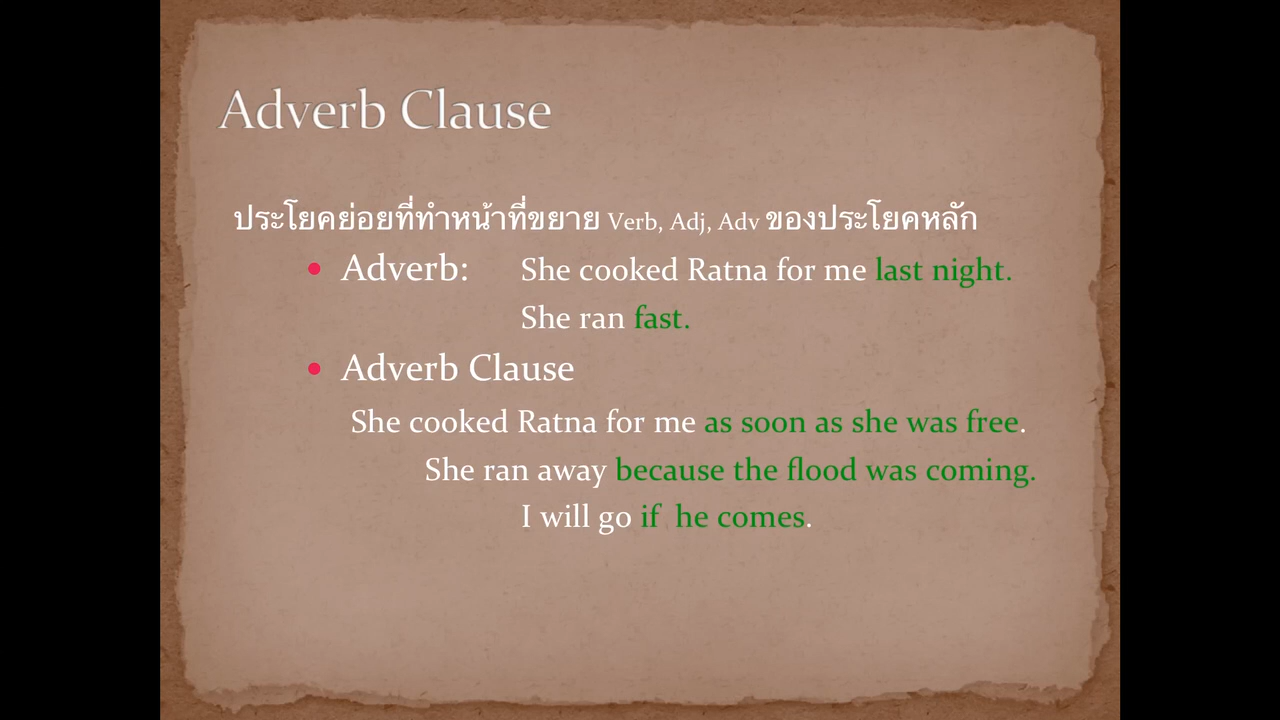 Adverb Clause
ประโยคย่อยที่ทำหน้าที่ขยาย Verb, Adj, Adv ของประโยคหลัก
• Adverb: She cooked Ratna for me last night.
She ran fast.
• Adverb Clause
She cooked Ratna for me as soon as she was free.
She ran away because the flood was coming.
I will go if he comes.